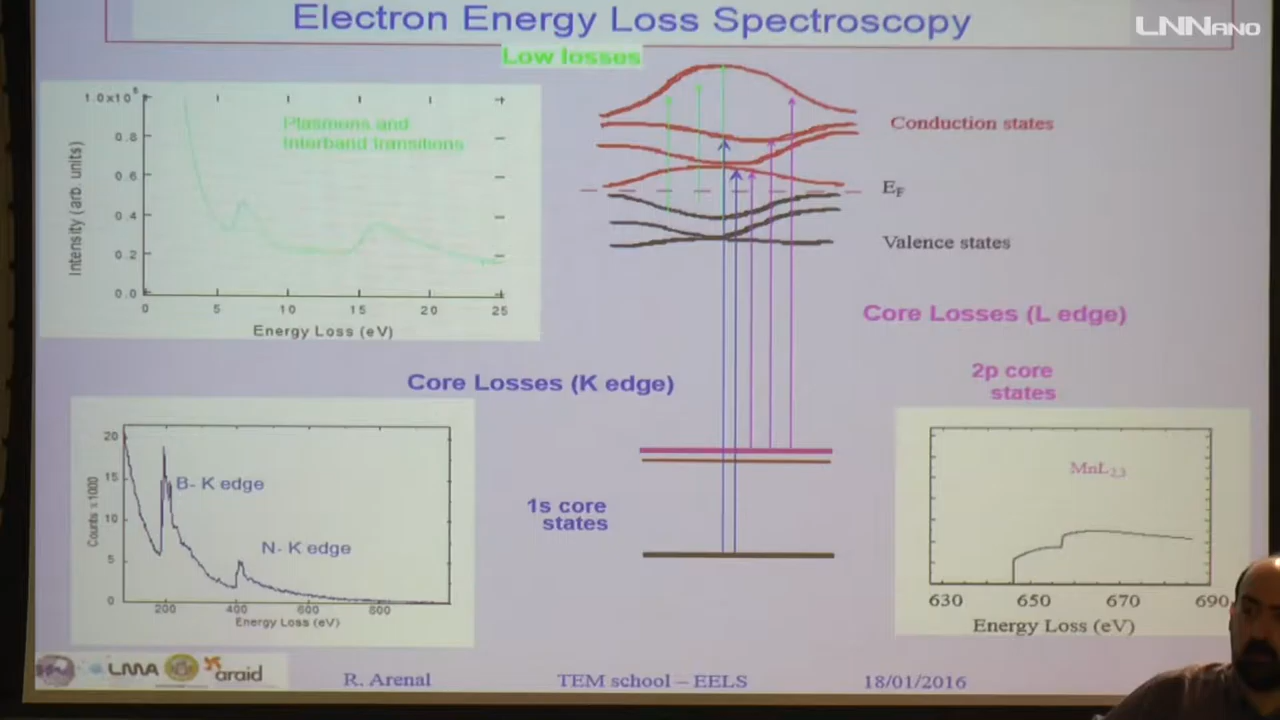 Electron Energy Loss Spectroscopy
LNNANO
Low losses
1.0x10⁶
0.8
0.6
0.4
0.2
0.0
Intensity (arb. units)
Plasmons and
Interband transitions
0 5 10 15 20 25
Energy Loss (eV)
Conduction states
EF
Valence states
Core Losses (L edge)
2p core
states
Core Losses (K edge)
20
15
10
5
0
Counts x 1000
B- K edge
N- K edge
200 400 600 800
Energy Loss (eV)
1s core
states
MnL2,3
630 650 670 690
Energy Loss (eV)
LMA
araid
R. Arenal
TEM school – EELS
18/01/2016